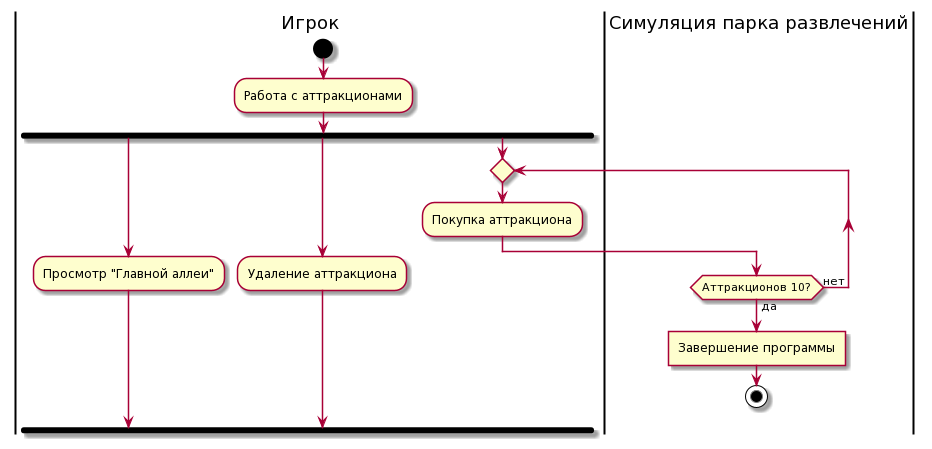 Игрок
Симуляция парка развлечений
Работа с аттракционами
Покупка аттракциона
Просмотр "Главной аллеи"
Удаление аттракциона
Аттракционов 10?
нет
да
Завершение программы